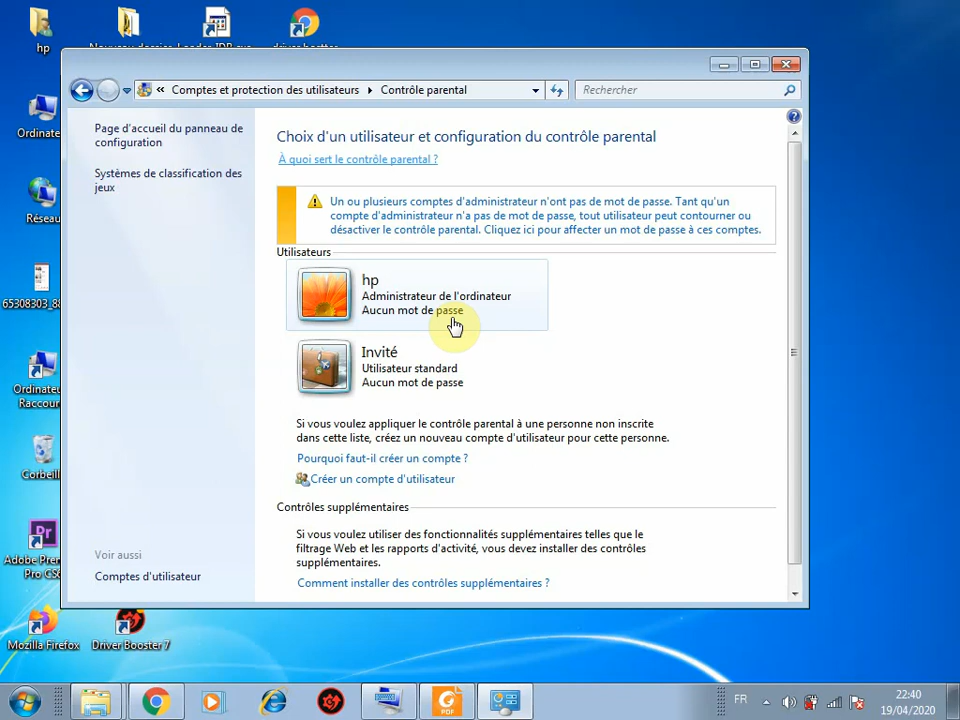 hp
Nouveau dossier
driver booster
Comptes et protection des utilisateurs
Contrôle parental
Rechercher
Ordinate
Réseau
65308303_88
Ordinateu
Raccour
Corbeill
Adobe Prem
Pro CS6
Mozilla Firefox
Driver Booster 7
Page d'accueil du panneau de
configuration
Systèmes de classification des
jeux
Voir aussi
Comptes d'utilisateur
Choix d'un utilisateur et configuration du contrôle parental
À quoi sert le contrôle parental ?
Un ou plusieurs comptes d'administrateur n'ont pas de mot de passe. Tant qu'un
compte d'administrateur n'a pas de mot de passe, tout utilisateur peut contourner ou
désactiver le contrôle parental. Cliquez ici pour affecter un mot de passe à ces comptes.
Utilisateurs
hp
Administrateur de l'ordinateur
Aucun mot de passe
Invité
Utilisateur standard
Aucun mot de passe
Si vous voulez appliquer le contrôle parental à une personne non inscrite
dans cette liste, créez un nouveau compte d'utilisateur pour cette personne.
Pourquoi faut-il créer un compte ?
Créer un compte d'utilisateur
Contrôles supplémentaires
Si vous voulez utiliser des fonctionnalités supplémentaires telles que le
filtrage Web et les rapports d'activité, vous devez installer des contrôles
supplémentaires.
Comment installer des contrôles supplémentaires ?
PDF
FR
22:40
19/04/2020